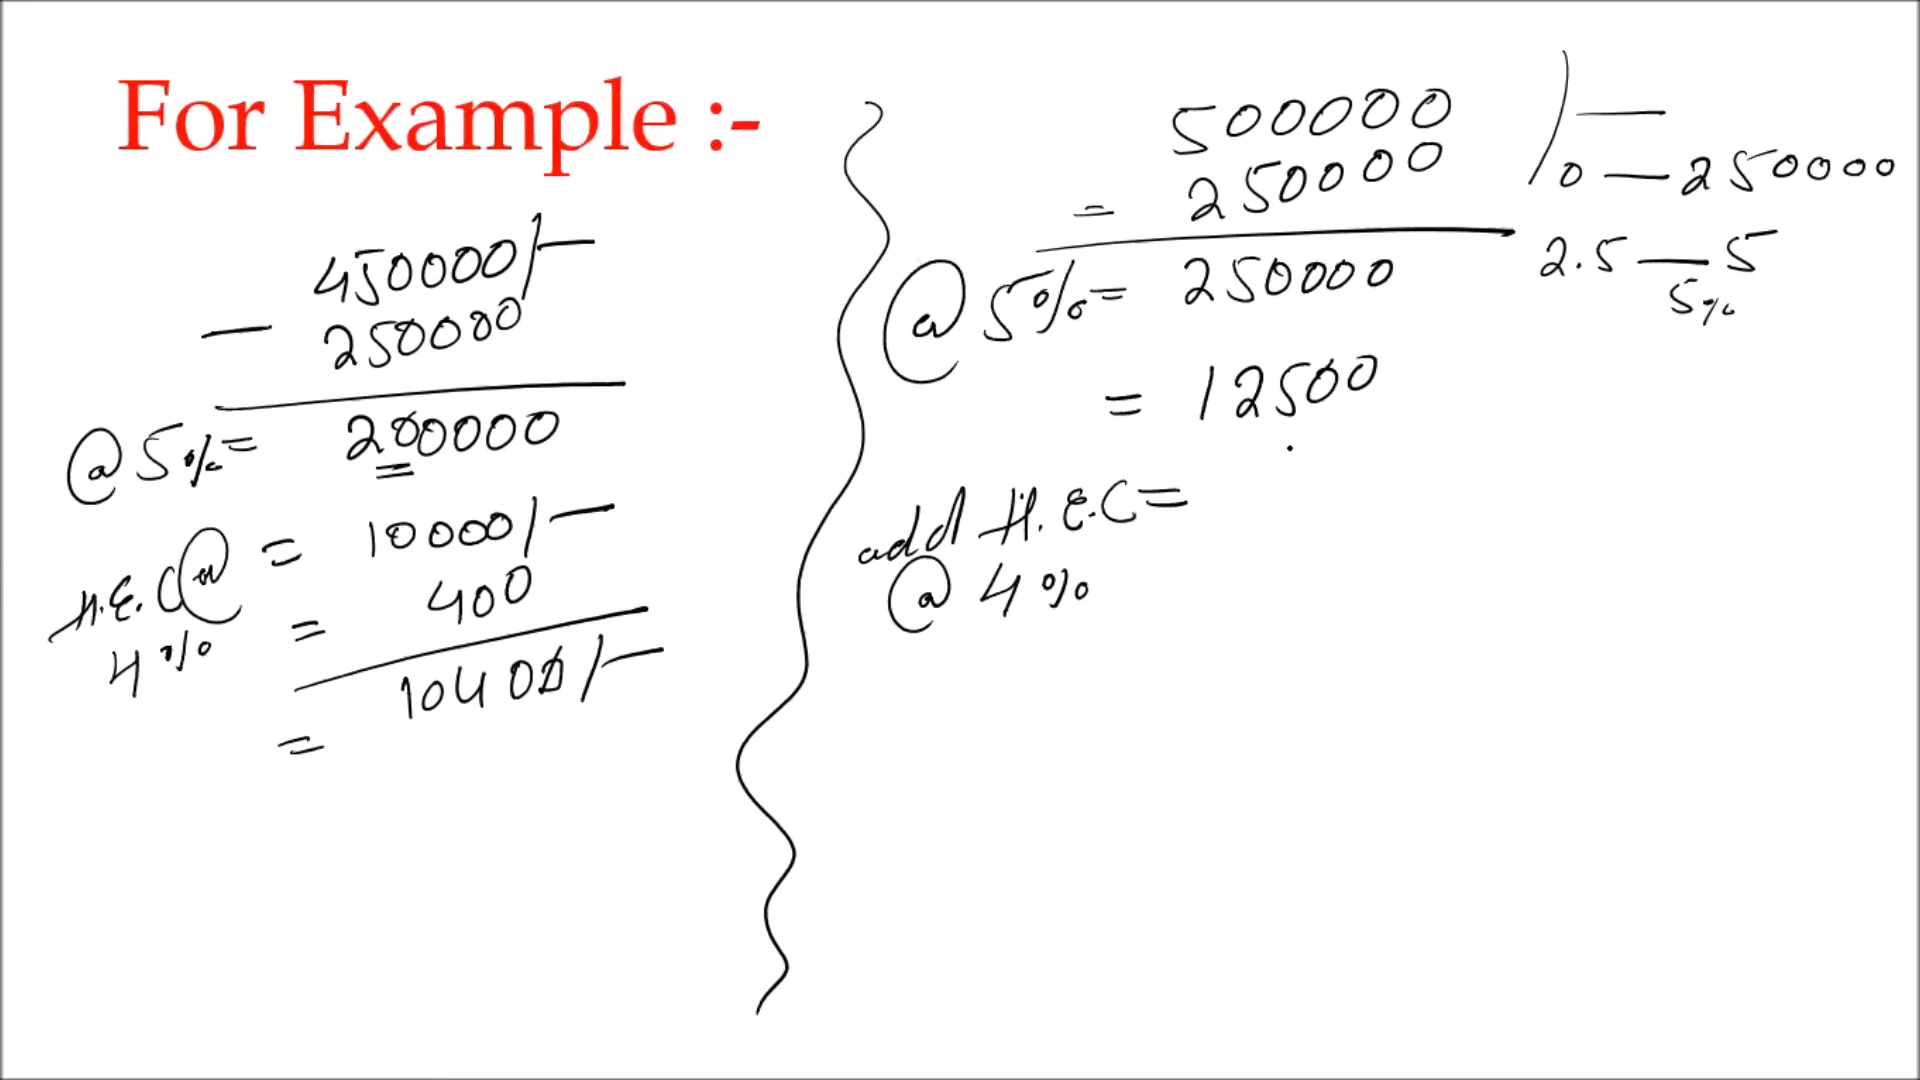 For Example :-
450000/-
- 250000
@ 5%= 200000
= 10000/-
H.E.C @ 4% = 400
10400/-
=
500000
= 250000
@ 5%= 250000
= 12500
add H.E.C=
@ 4%
0 — 250000
2.5 — 5
5%